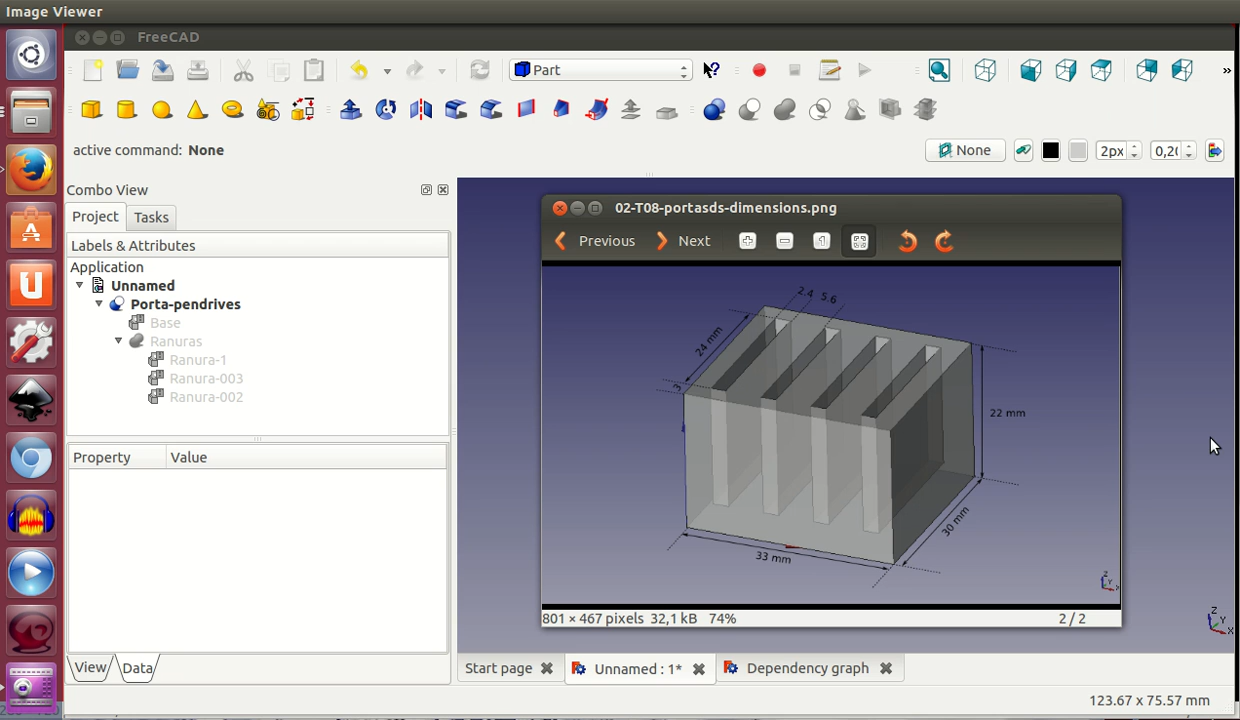 Image Viewer
FreeCAD
Part
active command: None
None
2px
0,2(
Combo View
Project
Tasks
Labels & Attributes
Application
Unnamed
Porta-pendrives
Base
Ranuras
Ranura-1
Ranura-003
Ranura-002
Property
Value
View
Data
02-T08-portasds-dimensions.png
Previous
Next
2.4 5.6
24 mm
3
22 mm
30 mm
33 mm
Z
Y
X
801 × 467 pixels 32,1 kB 74%
2 / 2
Z
Y
X
Start page
Unnamed : 1*
Dependency graph
123.67 x 75.57 mm